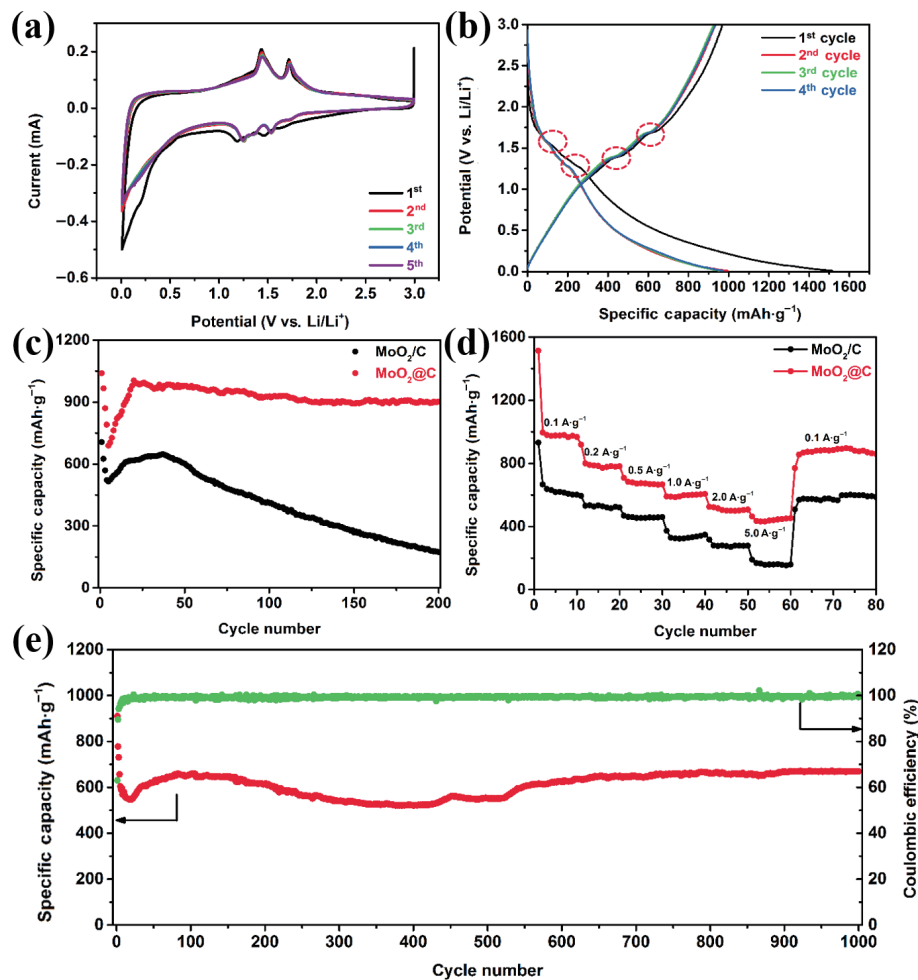 (a)
0.2
0.0
−0.2
−0.4
−0.6
Current (mA)
1st
2nd
3rd
4th
5th
0.0 0.5 1.0 1.5 2.0 2.5 3.0
Potential (V vs. Li/Li+)
(b)
3.0
2.5
2.0
1.5
1.0
0.5
0.0
Potential (V vs. Li/Li+)
1st cycle
2nd cycle
3rd cycle
4th cycle
0 200 400 600 800 1000 1200 1400 1600
Specific capacity (mAh·g−1)
(c)
1200
900
600
300
0
Specific capacity (mAh·g−1)
MoO2/C
MoO2@C
0 50 100 150 200
Cycle number
(d)
1600
1200
800
400
0
Specific capacity (mAh·g−1)
MoO2/C
MoO2@C
0.1 A·g−1
0.2 A·g−1
0.5 A·g−1
1.0 A·g−1
2.0 A·g−1
5.0 A·g−1
0.1 A·g−1
0 10 20 30 40 50 60 70 80
Cycle number
(e)
1200
1000
800
600
400
200
0
Specific capacity (mAh·g−1)
120
100
80
60
40
20
0
Coulombic efficiency (%)
0 100 200 300 400 500 600 700 800 900 1000
Cycle number